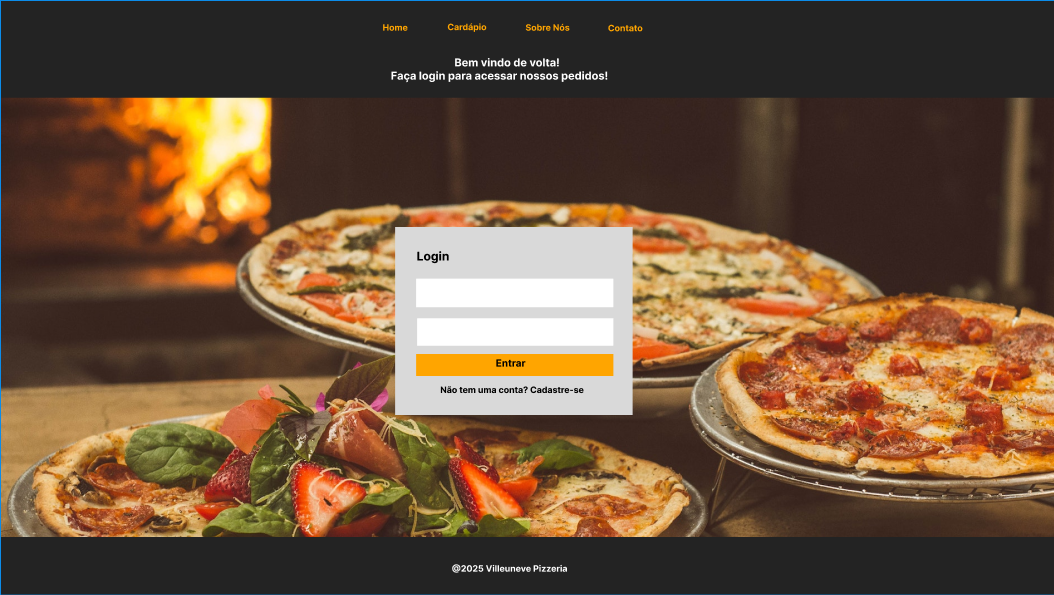 Home Cardápio Sobre Nós Contato
Bem vindo de volta!
Faça login para acessar nossos pedidos!
Login
Entrar
Não tem uma conta? Cadastre-se
@2025 Villeuneve Pizzeria